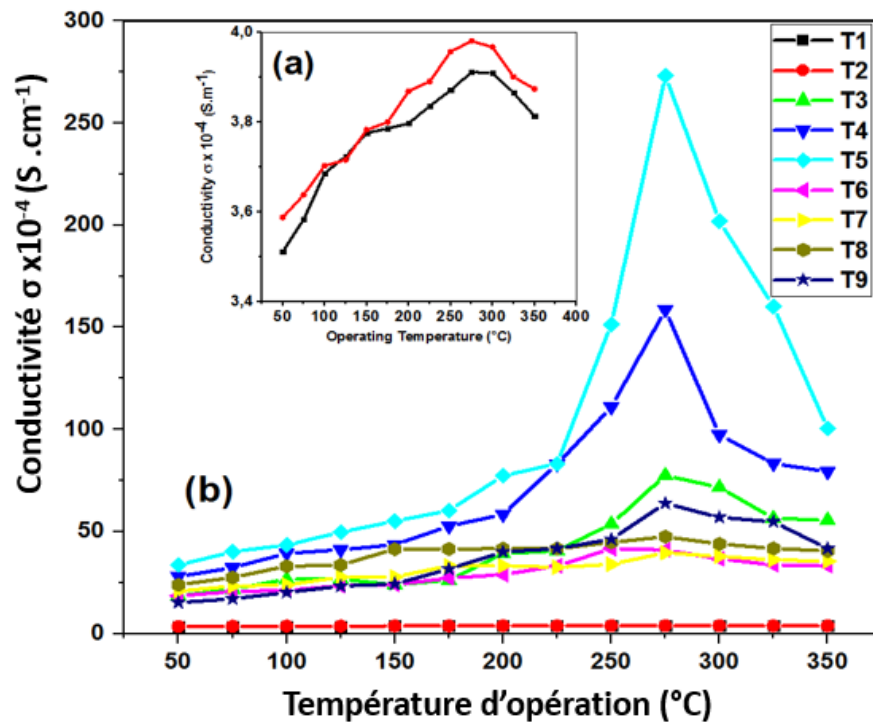 300
250
200
150
100
50
0
Conductivité σ x10⁻⁴ (S .cm⁻¹)
50 100 150 200 250 300 350
Température d’opération (°C)
(a)
4,0
3,8
3,6
3,4
Conductivity σ x 10⁻⁴ (S.m⁻¹)
50 100 150 200 250 300 350 400
Operating Temperature (°C)
(b)
T1
T2
T3
T4
T5
T6
T7
T8
T9